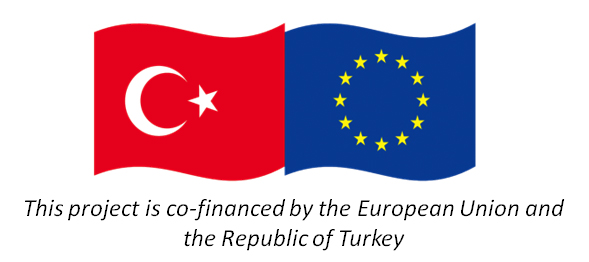 This project is co-financed by the European Union and
the Republic of Turkey